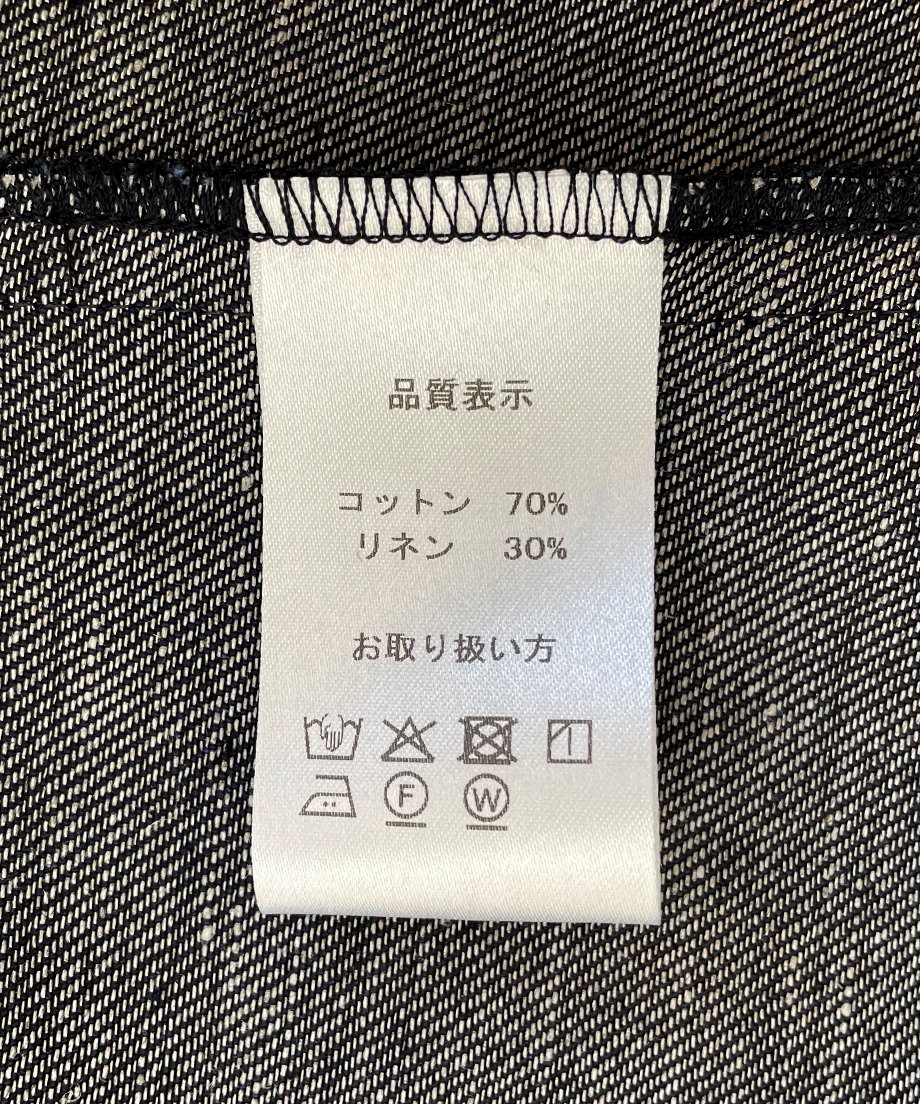 品質表示
コットン 70%
リネン 30%
お取り扱い方
F W